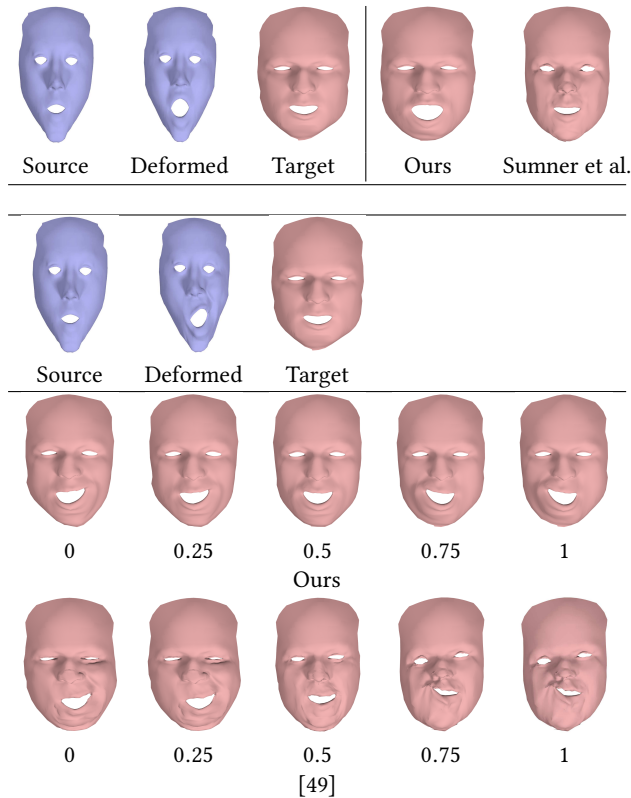 Source Deformed Target Ours Sumner et al.
Source Deformed Target
0 0.25 0.5 0.75 1
Ours
0 0.25 0.5 0.75 1
[49]